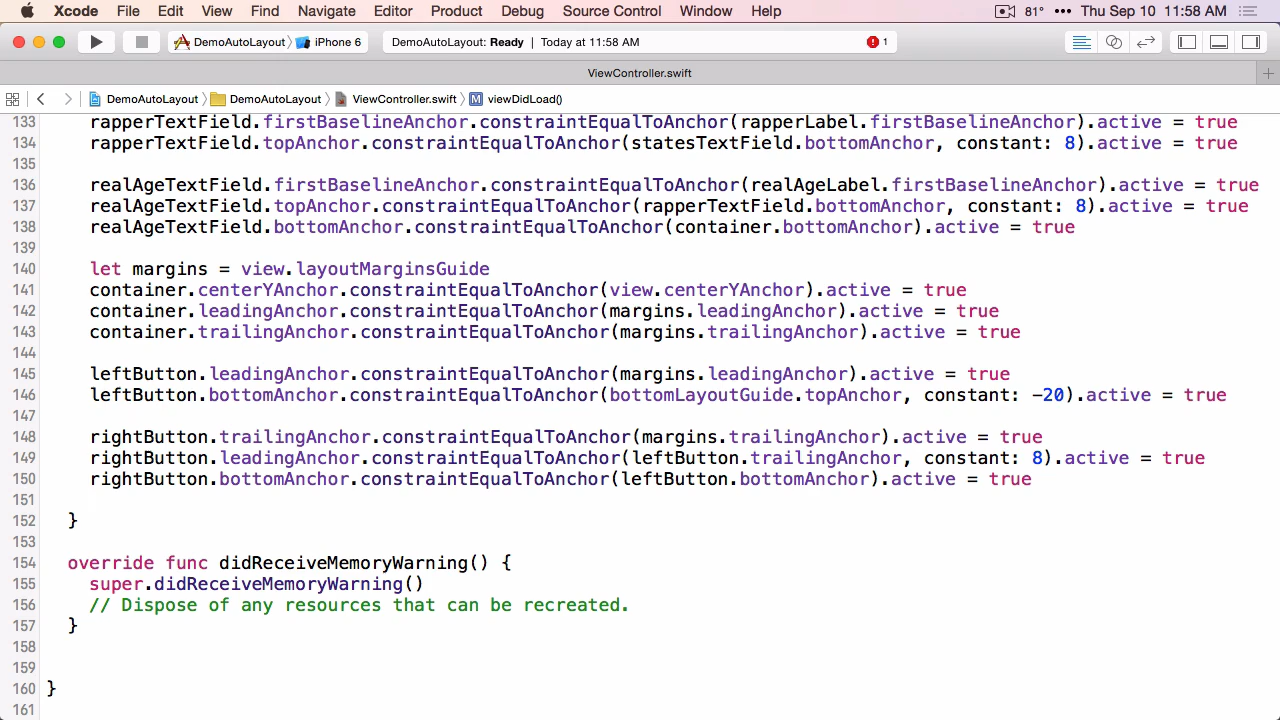 Xcode File Edit View Find Navigate Editor Product Debug Source Control Window Help 81° ••• Thu Sep 10 11:58 AM
DemoAutoLayout 〉 iPhone 6 DemoAutoLayout: Ready | Today at 11:58 AM 1
ViewController.swift
DemoAutoLayout 〉 DemoAutoLayout 〉 ViewController.swift 〉 M viewDidLoad()
133 rapperTextField.firstBaselineAnchor.constraintEqualToAnchor(rapperLabel.firstBaselineAnchor).active = true
134 rapperTextField.topAnchor.constraintEqualToAnchor(statesTextField.bottomAnchor, constant: 8).active = true
135
136 realAgeTextField.firstBaselineAnchor.constraintEqualToAnchor(realAgeLabel.firstBaselineAnchor).active = true
137 realAgeTextField.topAnchor.constraintEqualToAnchor(rapperTextField.bottomAnchor, constant: 8).active = true
138 realAgeTextField.bottomAnchor.constraintEqualToAnchor(container.bottomAnchor).active = true
139
140 let margins = view.layoutMarginsGuide
141 container.centerYAnchor.constraintEqualToAnchor(view.centerYAnchor).active = true
142 container.leadingAnchor.constraintEqualToAnchor(margins.leadingAnchor).active = true
143 container.trailingAnchor.constraintEqualToAnchor(margins.trailingAnchor).active = true
144
145 leftButton.leadingAnchor.constraintEqualToAnchor(margins.leadingAnchor).active = true
146 leftButton.bottomAnchor.constraintEqualToAnchor(bottomLayoutGuide.topAnchor, constant: -20).active = true
147
148 rightButton.trailingAnchor.constraintEqualToAnchor(margins.trailingAnchor).active = true
149 rightButton.leadingAnchor.constraintEqualToAnchor(leftButton.trailingAnchor, constant: 8).active = true
150 rightButton.bottomAnchor.constraintEqualToAnchor(leftButton.bottomAnchor).active = true
151
152 }
153
154 override func didReceiveMemoryWarning() {
155 super.didReceiveMemoryWarning()
156 // Dispose of any resources that can be recreated.
157 }
158
159
160 }
161